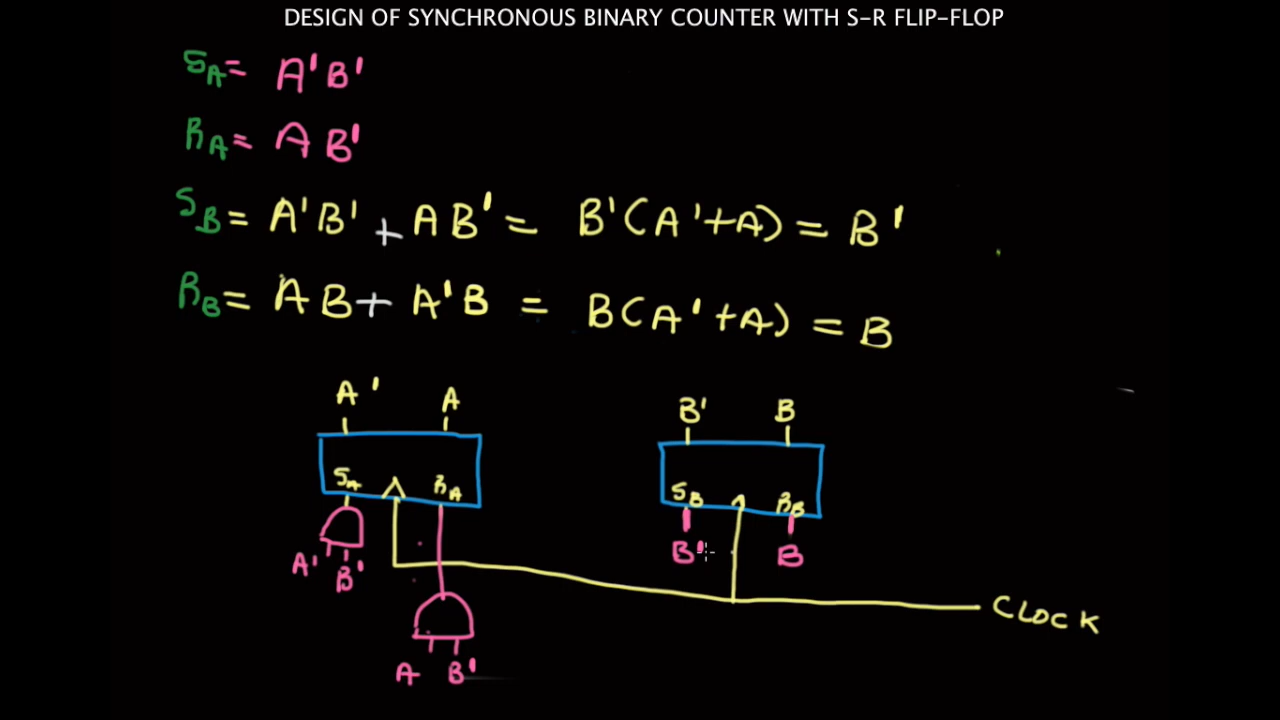 DESIGN OF SYNCHRONOUS BINARY COUNTER WITH S-R FLIP-FLOP
SA= A'B'
RA= AB'
SB= A'B' + AB' = B'(A'+A) = B'
RB= AB+ A'B = B(A'+A) = B
A' A B' B
SA RA SB RB
A' B' B' B
CLOCK
A B'